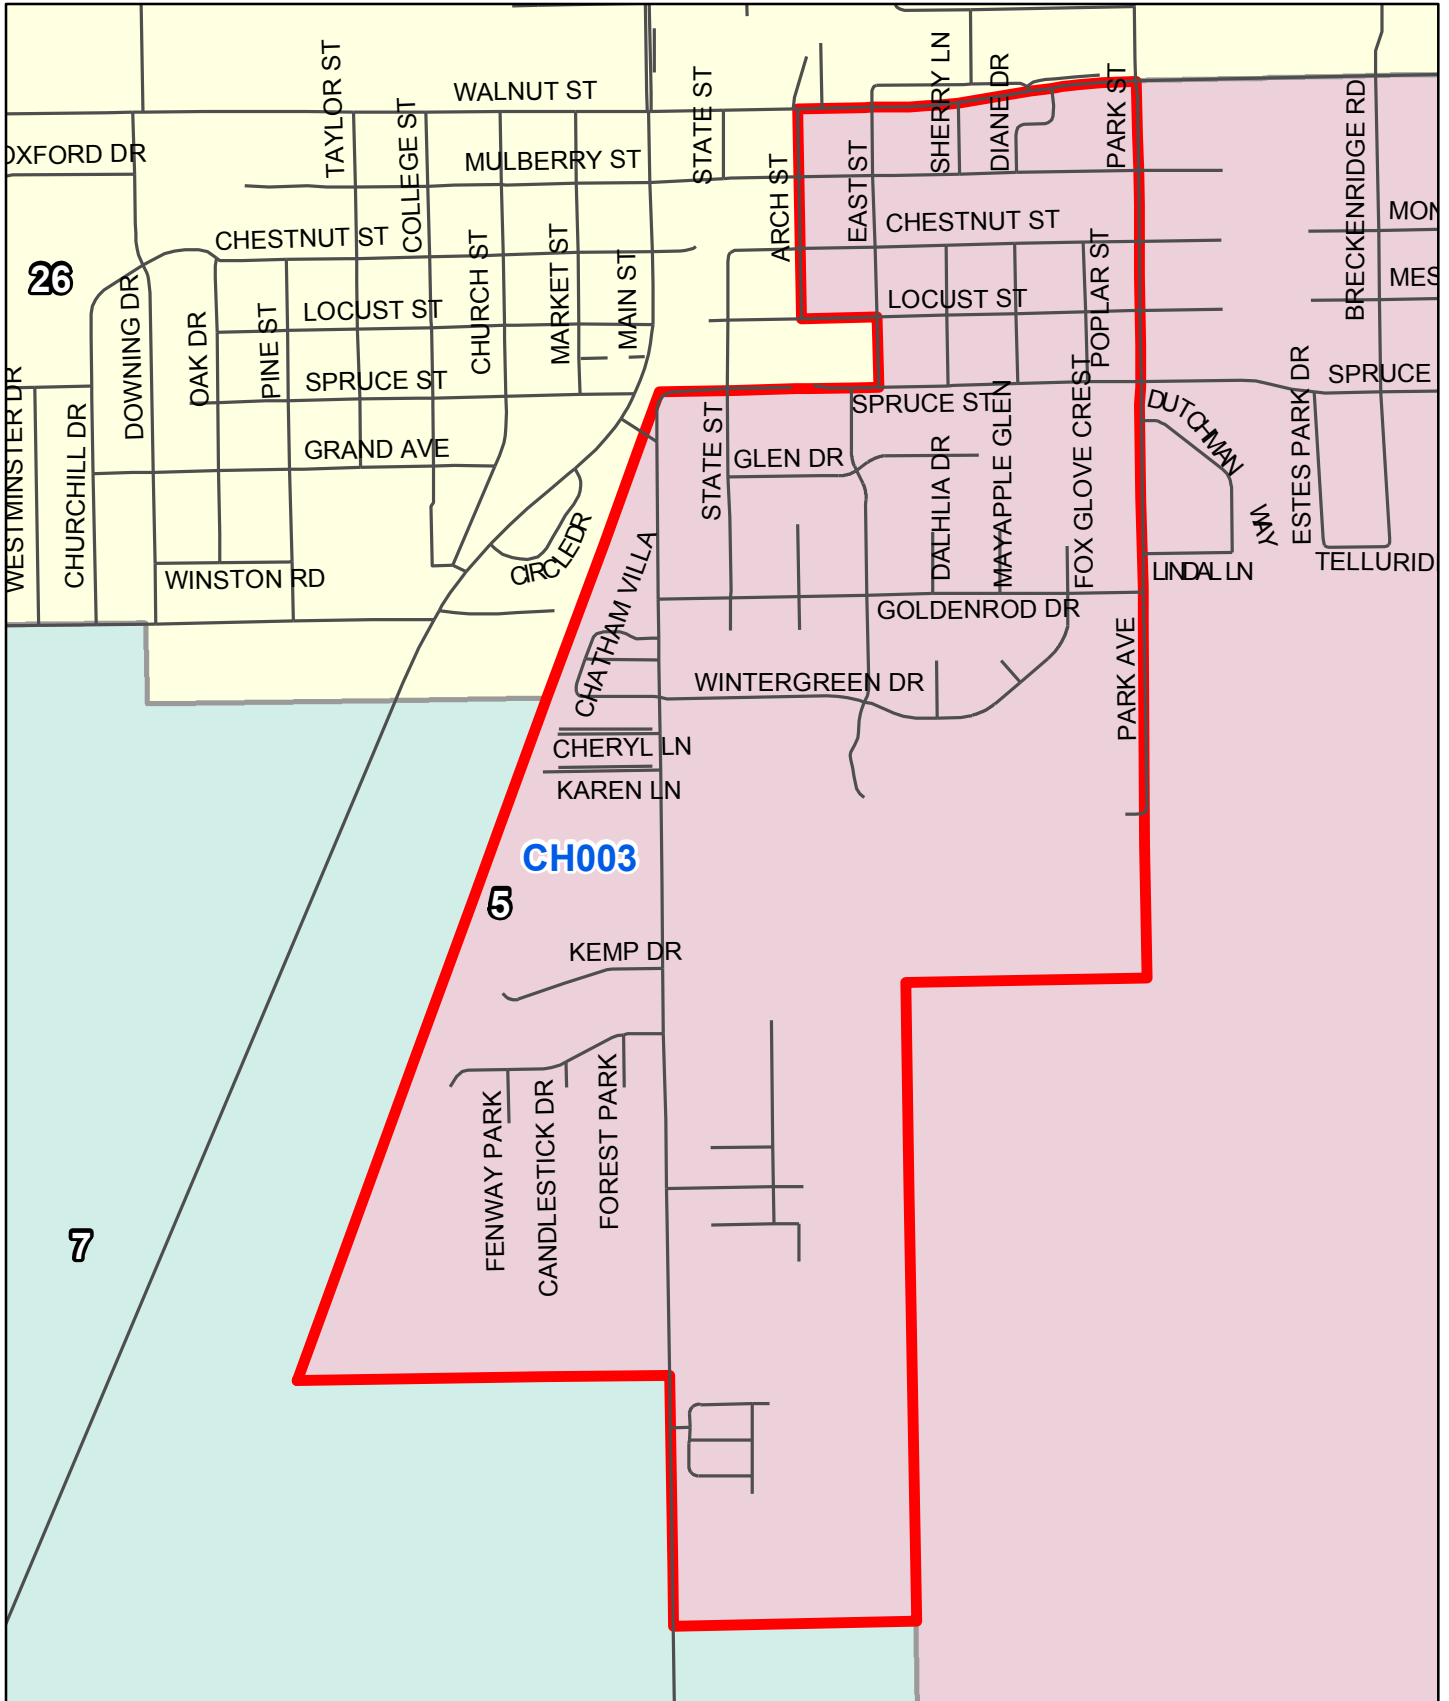 WALNUT ST
TAYLOR ST
COLLEGE ST
STATE ST
SHERRY LN
DIANE DR
PARK ST
BRECKENRIDGE RD
OXFORD DR
MULBERRY ST
ARCH ST
EAST ST
CHESTNUT ST
CHESTNUT ST
MON
26
DOWNING DR
OAK DR
PINE ST
LOCUST ST
CHURCH ST
MARKET ST
MAIN ST
LOCUST ST
POPLAR ST
MES
WESTMINSTER DR
CHURCHILL DR
SPRUCE ST
SPRUCE ST
SPRUCE
GRAND AVE
STATE ST
GLEN DR
DALHLIA DR
MAYAPPLE GLEN
FOX GLOVE CREST
DUTCHMAN
WAY
ESTES PARK DR
WINSTON RD
CIRCLE DR
CHATHAM VILLA
LINDAL LN
TELLURID
GOLDENROD DR
WINTERGREEN DR
PARK AVE
CHERYL LN
KAREN LN
CH003
5
KEMP DR
FENWAY PARK
CANDLESTICK DR
FOREST PARK
7